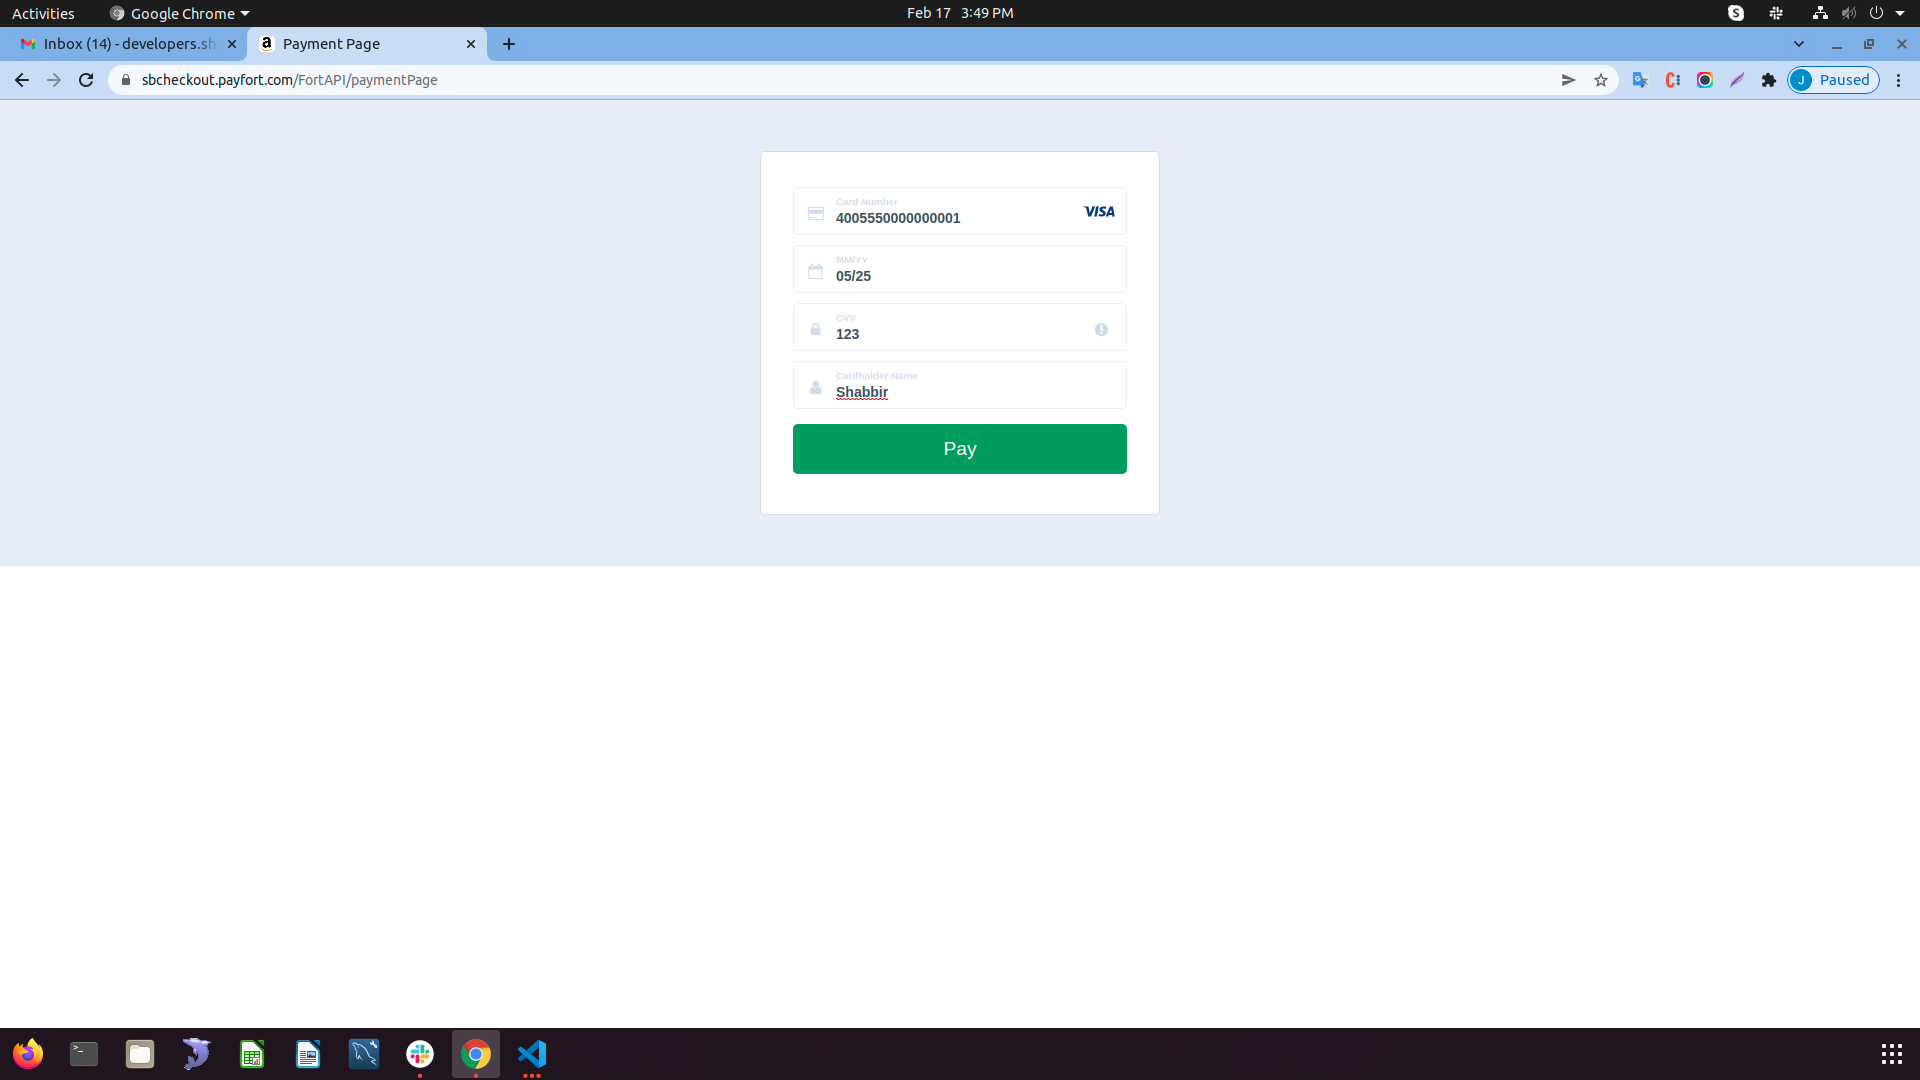 Activities
Google Chrome
Feb 17 3:49 PM
Inbox (14) - developers.sh
Payment Page
sbcheckout.payfort.com/FortAPI/paymentPage
J Paused
Card Number
4005550000000001
VISA
MM/YY
05/25
CVV
123
Cardholder Name
Shabbir
Pay